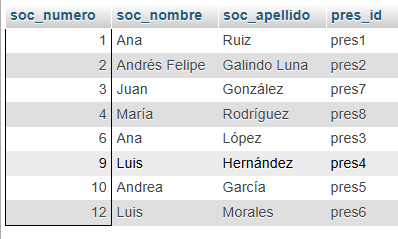 soc_numero soc_nombre soc_apellido pres_id
1 Ana Ruiz pres1
2 Andrés Felipe Galindo Luna pres2
3 Juan González pres7
4 María Rodríguez pres8
6 Ana López pres3
9 Luis Hernández pres4
10 Andrea García pres5
12 Luis Morales pres6